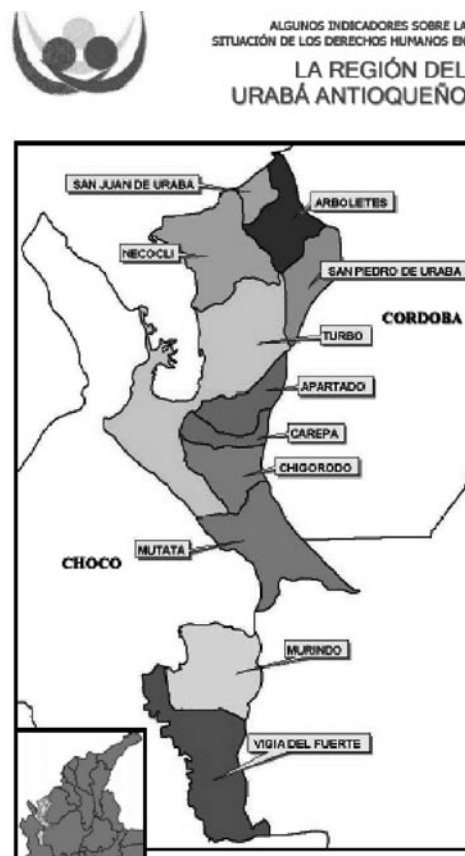 ALGUNOS INDICADORES SOBRE LA
SITUACIÓN DE LOS DERECHOS HUMANOS EN
LA REGIÓN DEL
URABÁ ANTIOQUEÑO
SAN JUAN DE URABA
ARBOLETES
NECOCLI
SAN PEDRO DE URABA
CORDOBA
TURBO
APARTADO
CAREPA
CHIGORODO
CHOCO
MUTATA
MURINDO
VIGIA DEL FUERTE